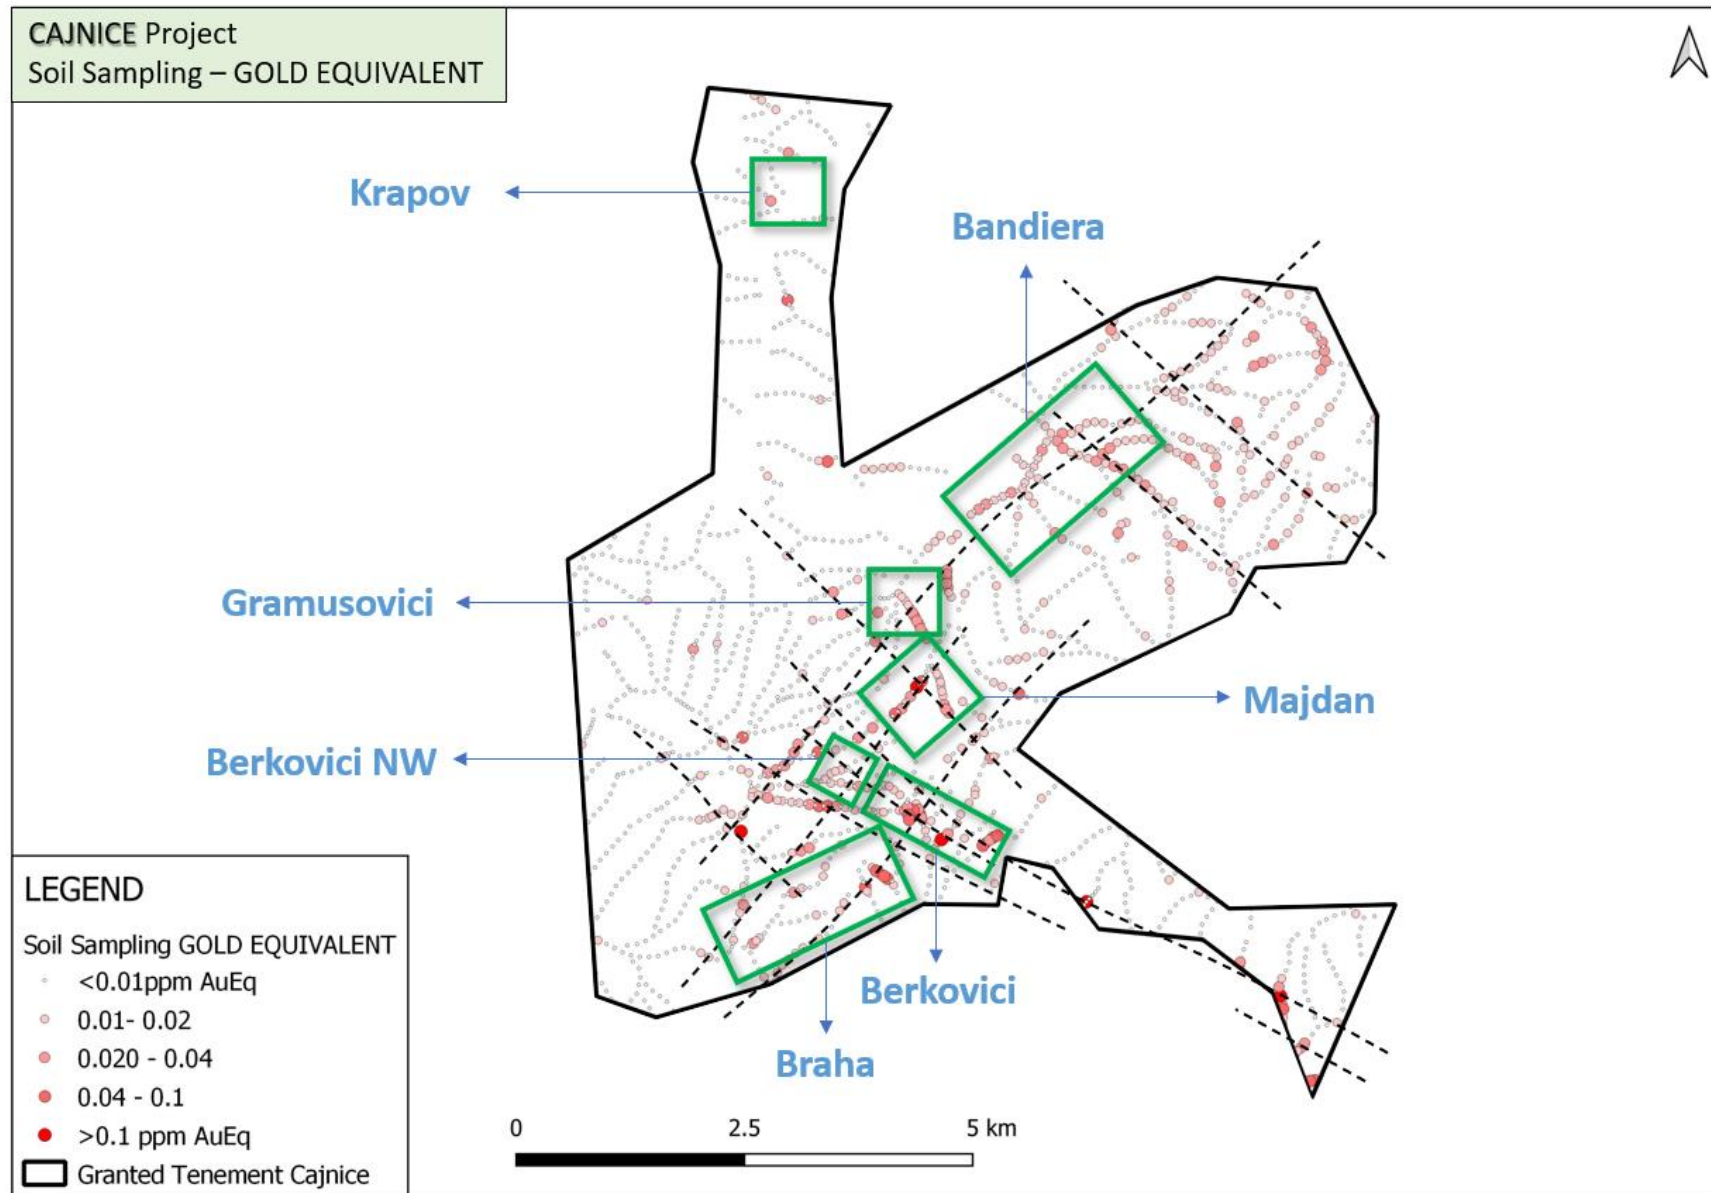 CAJNICE Project
Soil Sampling – GOLD EQUIVALENT
Krapov
Bandiera
Gramusovici
Majdan
Berkovici NW
Berkovici
Braha
LEGEND
Soil Sampling GOLD EQUIVALENT
<0.01ppm AuEq
0.01- 0.02
0.020 - 0.04
0.04 - 0.1
>0.1 ppm AuEq
Granted Tenement Cajnice
0 2.5 5 km